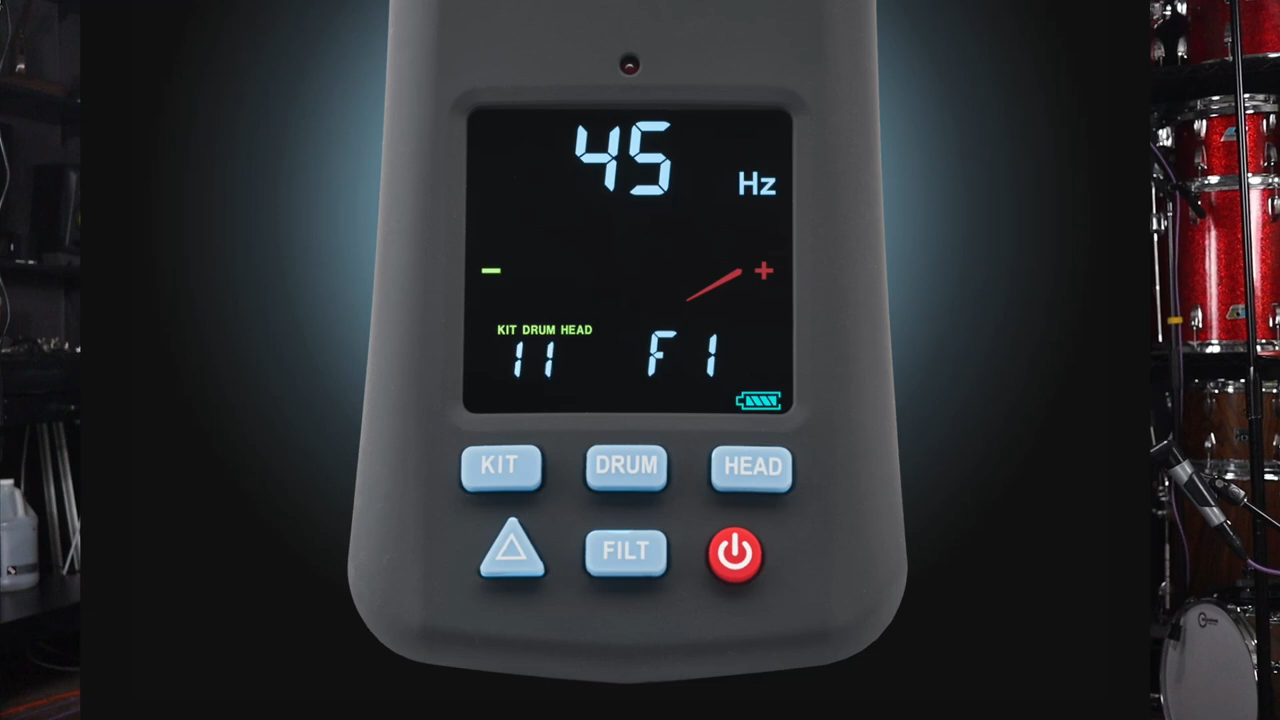 45
Hz
− +
KIT DRUM HEAD
11 F1
KIT DRUM HEAD
FILT